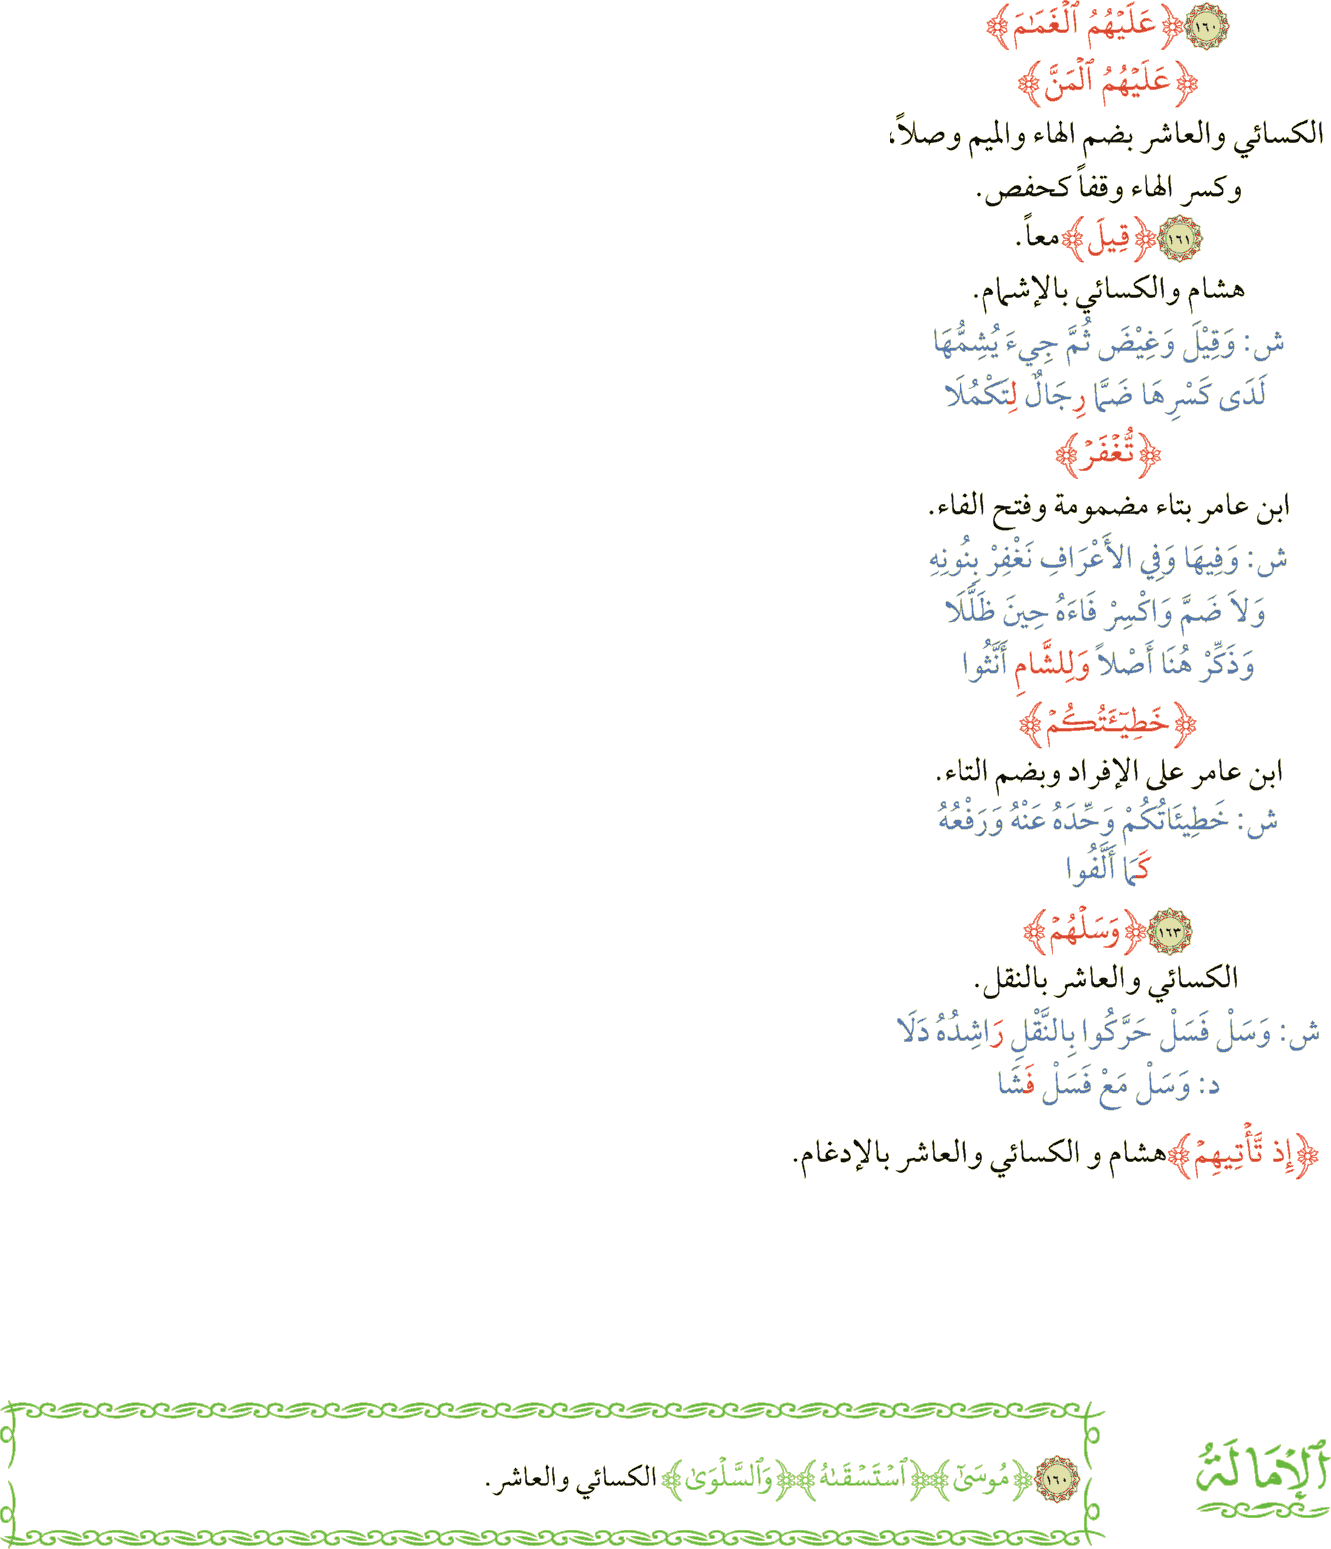 ١٦٠ ﴿عَلَيْهُمُ ٱلْغَمَـٰمَ﴾
﴿عَلَيْهُمُ ٱلْمَنَّ﴾
الكسائي والعاشر بضم الهاء والميم وصلاً،
وكسر الهاء وقفاً كحفص.
١٦١ ﴿قِيلَ﴾ معاً.
هشام والكسائي بالإشمام.
ش: وَقِيْلَ وَغِيْضَ ثُمَّ جِيءَ يُشِمُّهَا
لَدَى كَسْرِهَا ضَمًّا رِجَالٌ لِتَكْمُلَا
﴿تُّغْفَرْ﴾
ابن عامر بتاء مضمومة وفتح الفاء.
ش: وَفِيهَا وَفِي الأَعْرَافِ نَغْفِرْ بِنُونِهِ
وَلاَ ضَمَّ وَاكْسِرْ فَاءَهُ حِينَ ظَلَّلَا
وَذَكِّرْ هُنَا أَصْلاً وَلِلشَّامِ أَنَّثُوا
﴿خَطِيٓـَٔتُكُمْ﴾
ابن عامر على الإفراد وبضم التاء.
ش: خَطِيئَاتُكُمْ وَحِّدَهُ عَنْهُ وَرَفْعُهُ
كَمَا أَلَّفُوا
١٦٣ ﴿وَسَلْهُمْ﴾
الكسائي والعاشر بالنقل.
ش: وَسَلْ فَسَلْ حَرَّكُوا بِالنَّقْلِ رَاشِدُهُ دَلَا
د: وَسَلْ مَعْ فَسَلْ فَشَا
﴿إِذ تَّأْتِيهِمْ﴾ هشام و الكسائي والعاشر بالإدغام.
ٱلْإِمَالَةُ
١٦٠ ﴿مُوسَىٰٓ﴾ ﴿ٱسْتَسْقَىٰهُ﴾ ﴿وَٱلسَّلْوَىٰ﴾ الكسائي والعاشر.